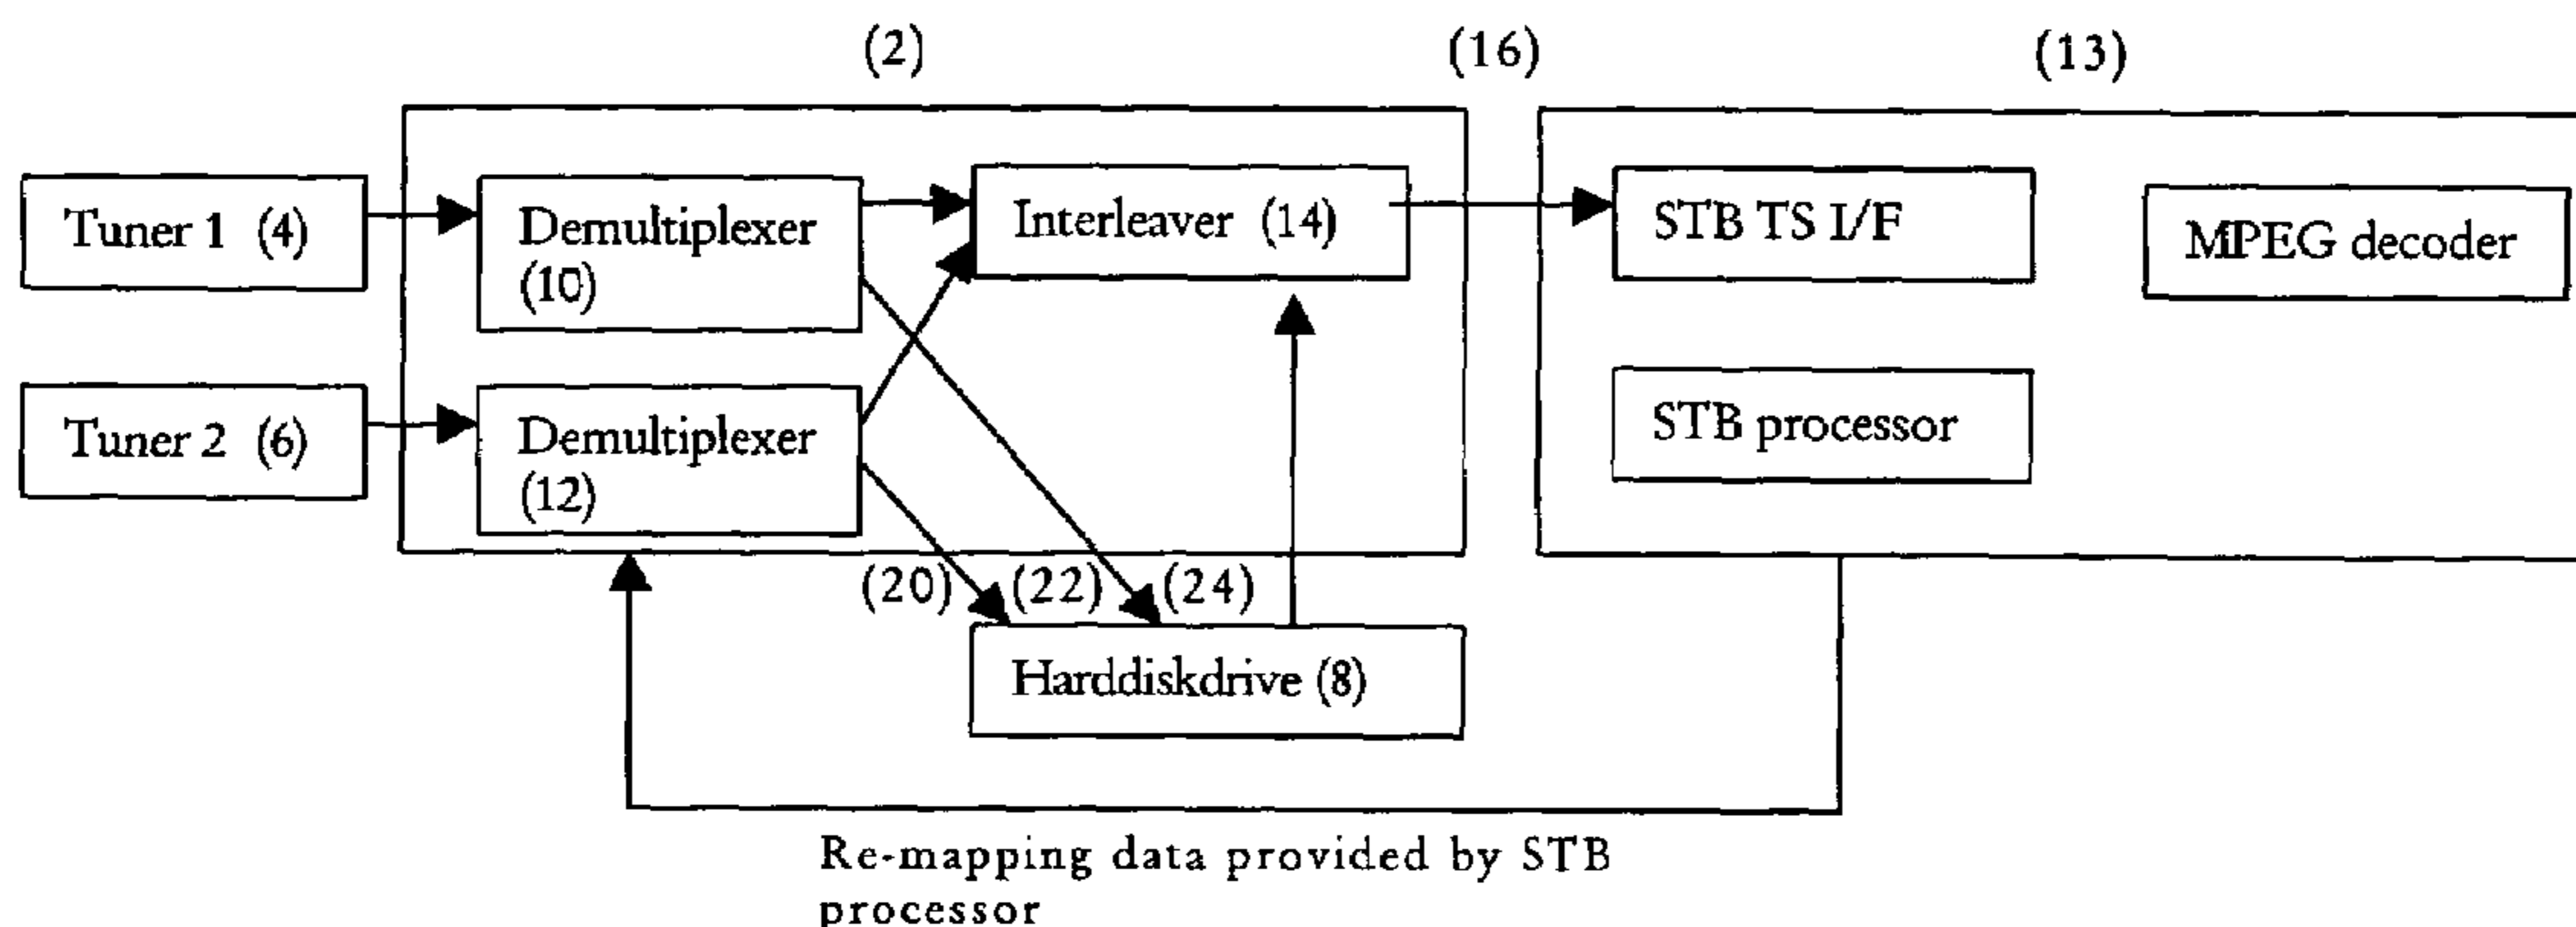 (2) (16) (13)
Tuner 1 (4)
Demultiplexer
(10)
Interleaver (14)
STB TS I/F
MPEG decoder
Tuner 2 (6)
Demultiplexer
(12)
STB processor
(20) (22) (24)
Harddiskdrive (8)
Re-mapping data provided by STB
processor